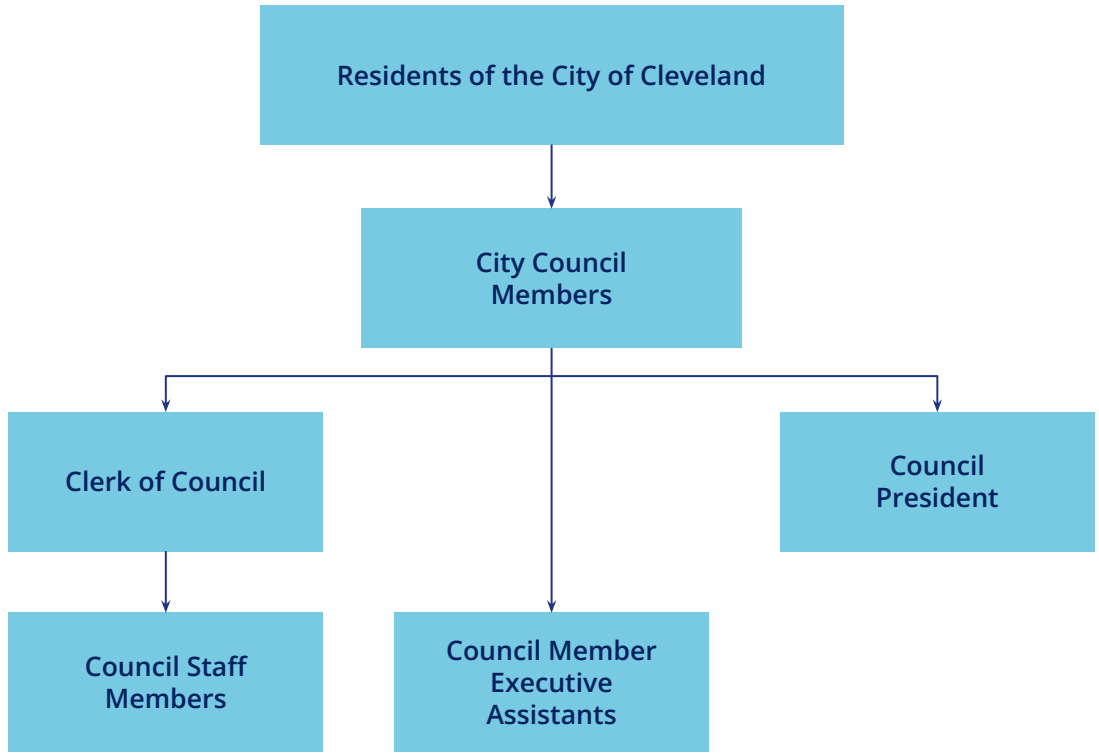 Residents of the City of Cleveland
City Council
Members
Clerk of Council
Council
President
Council Staff
Members
Council Member
Executive
Assistants